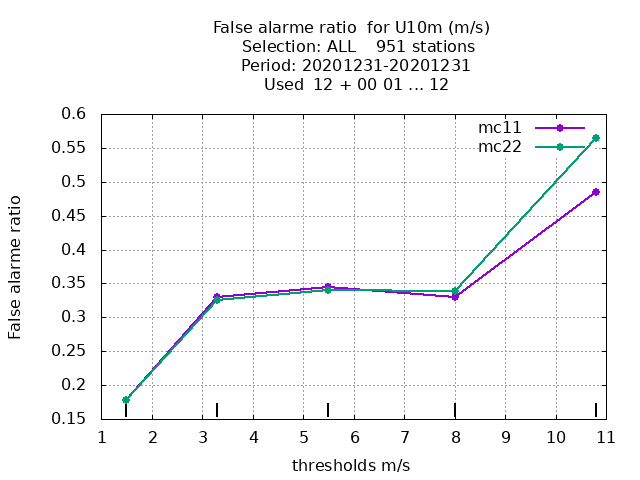 False alarme ratio  for U10m (m/s)
Selection: ALL    951 stations
Period: 20201231-20201231
Used  12 + 00 01 ... 12
mc11
mc22
False alarme ratio
0.6
0.55
0.5
0.45
0.4
0.35
0.3
0.25
0.2
0.15
1 2 3 4 5 6 7 8 9 10 11
thresholds m/s